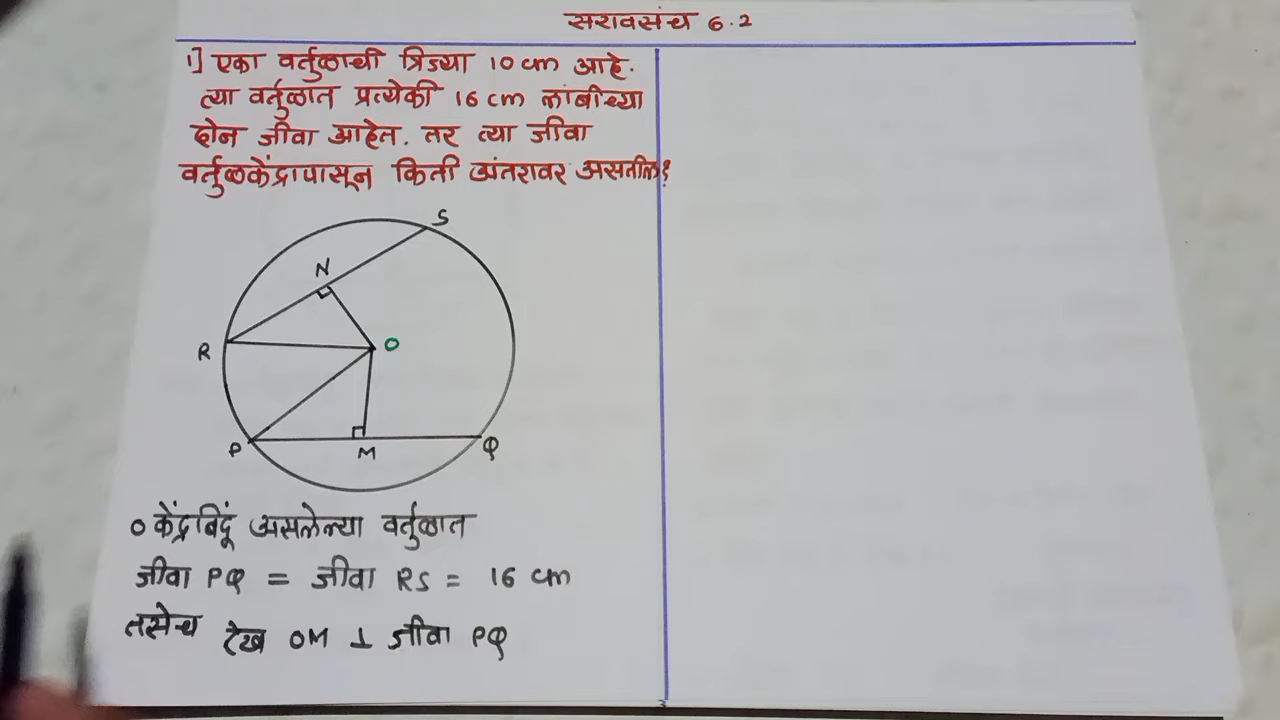 सरावसंच 6.2
1] एका वर्तुळाची त्रिज्या 10 cm आहे.
त्या वर्तुळात प्रत्येकी 16 cm लांबीच्या
दोन जीवा आहेत. तर त्या जीवा
वर्तुळकेंद्रापासून किती अंतरावर असतील?
S
N
R
O
P
M
Q
O केंद्रबिंदू असलेल्या वर्तुळात
जीवा PQ = जीवा RS = 16 cm
तसेच रेख OM ⊥ जीवा PQ